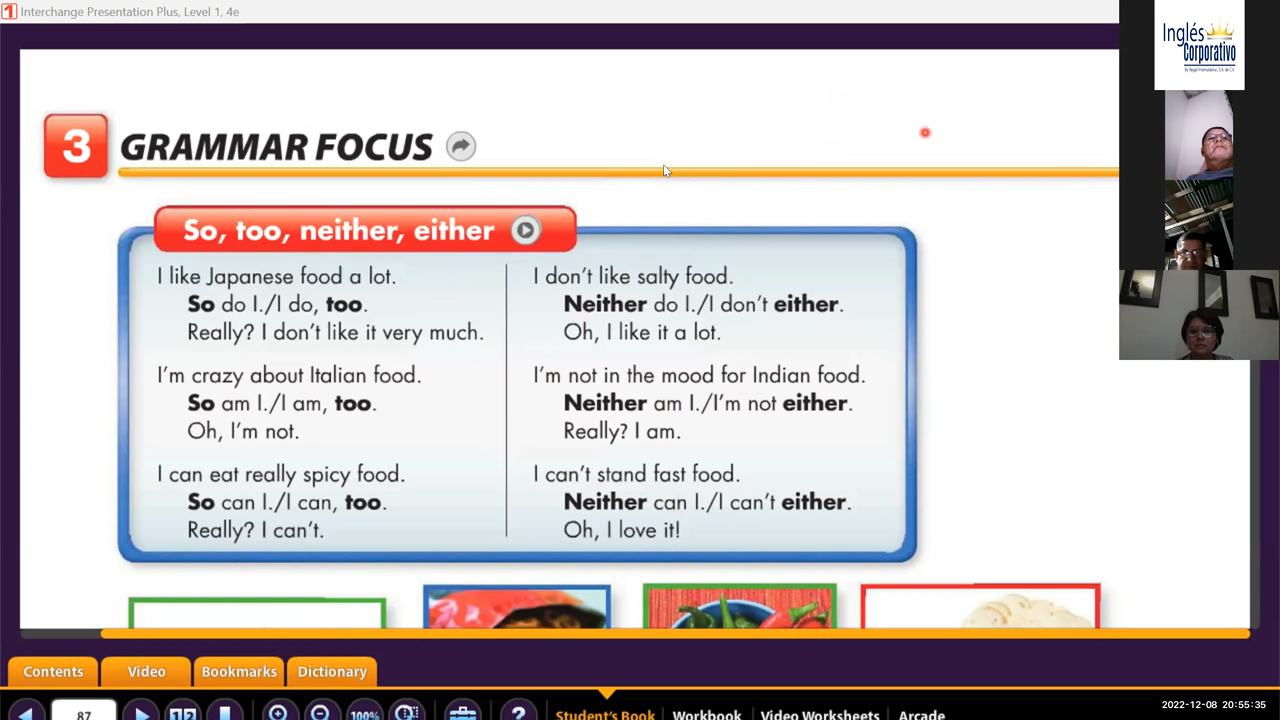 Interchange Presentation Plus, Level 1, 4e
Inglés
Corporativo
3 GRAMMAR FOCUS
So, too, neither, either
I like Japanese food a lot.
So do I./I do, too.
Really? I don't like it very much.
I'm crazy about Italian food.
So am I./I am, too.
Oh, I'm not.
I can eat really spicy food.
So can I./I can, too.
Really? I can't.
I don't like salty food.
Neither do I./I don't either.
Oh, I like it a lot.
I'm not in the mood for Indian food.
Neither am I./I'm not either.
Really? I am.
I can't stand fast food.
Neither can I./I can't either.
Oh, I love it!
Contents Video Bookmarks Dictionary
87 1 2 100% ? Student's Book Workbook Video Worksheets Arcade
2022-12-08 20:55:35